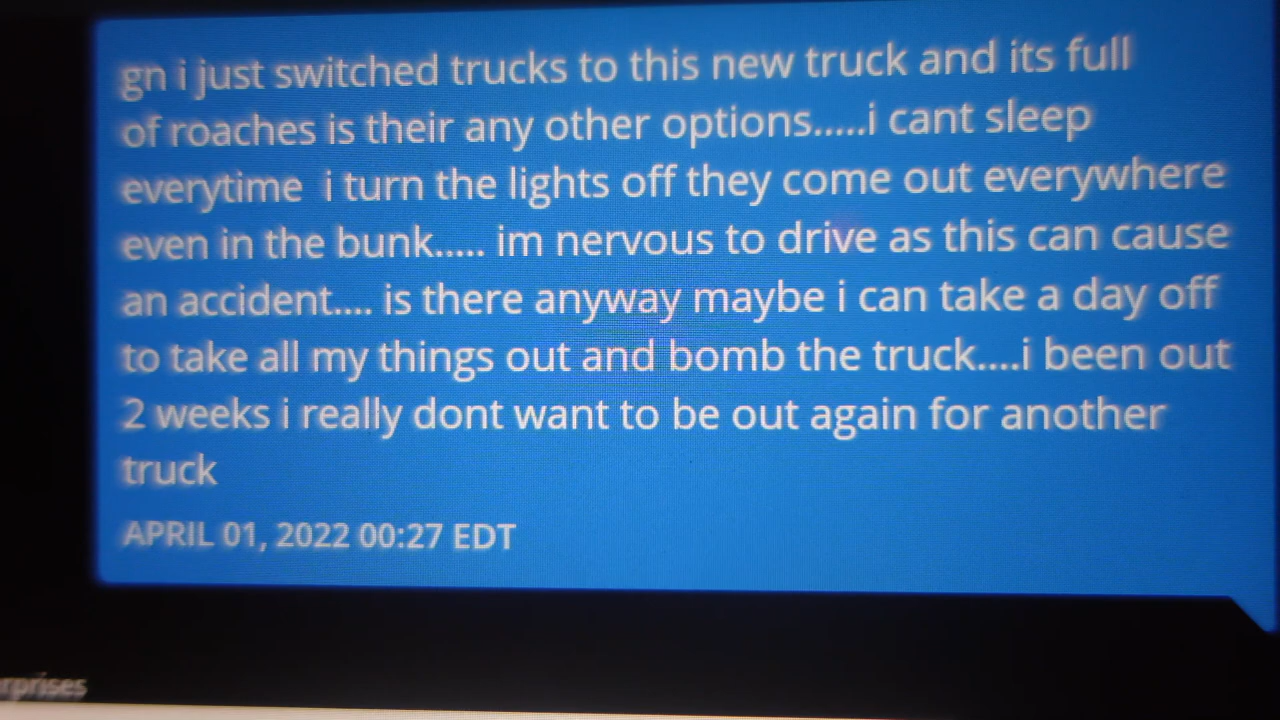 gn i just switched trucks to this new truck and its full
of roaches is their any other options.....i cant sleep
everytime i turn the lights off they come out everywhere
even in the bunk..... im nervous to drive as this can cause
an accident.... is there anyway maybe i can take a day off
to take all my things out and bomb the truck....i been out
2 weeks i really dont want to be out again for another
truck
APRIL 01, 2022 00:27 EDT
rprises